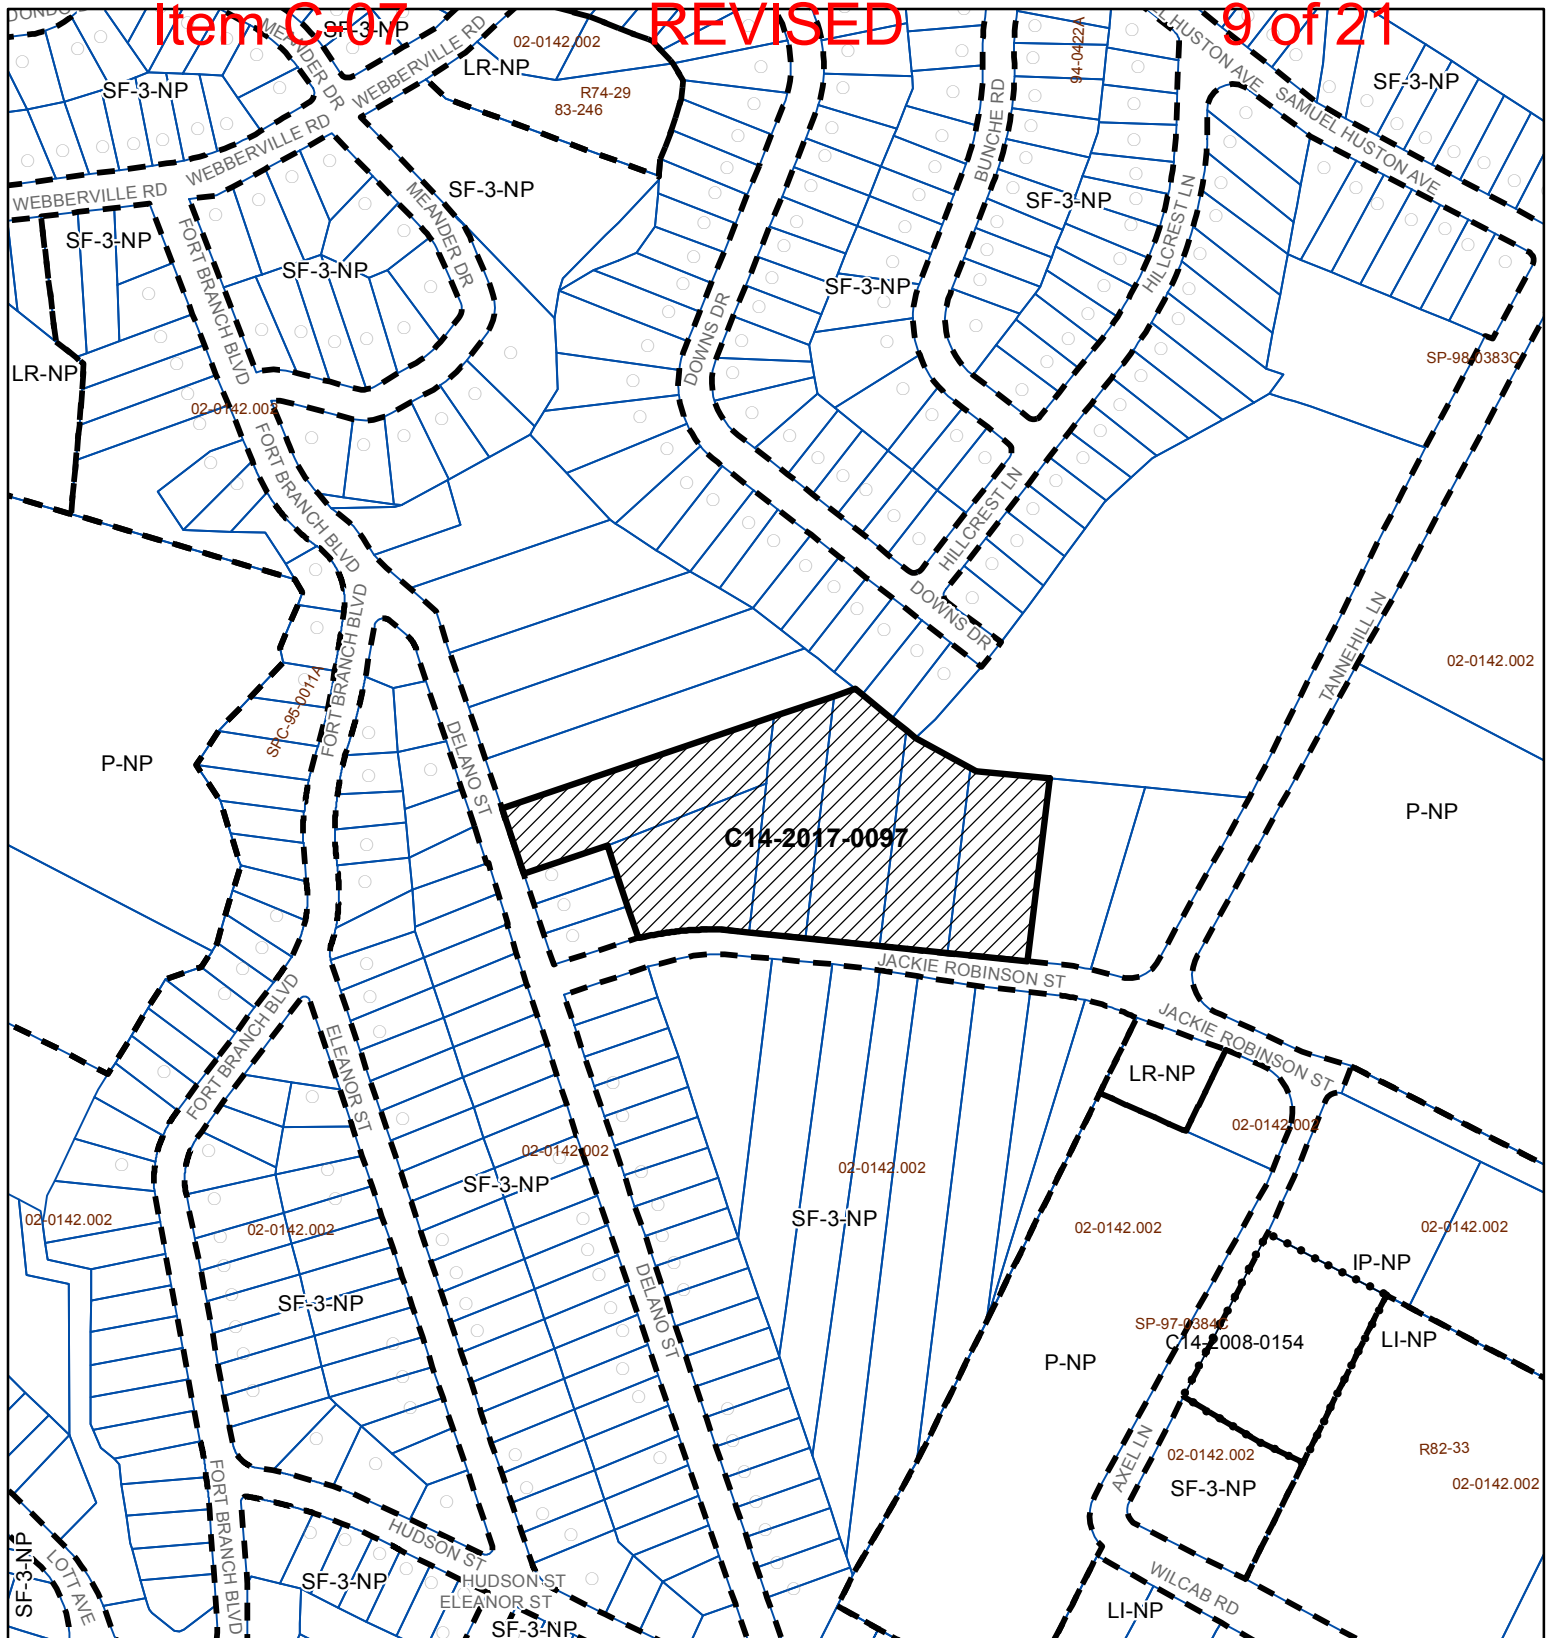 Item C-07
REVISED
9 of 21
SF-3-NP
MEANDER DR
WEBBERVILLE RD
02-0142.002
LR-NP
94-0422A
SAMUEL HUSTON AVE
SF-3-NP
SF-3-NP
R74-29
83-246
BUNCHE RD
WEBBERVILLE RD
WEBBERVILLE RD
SF-3-NP
MEANDER DR
SF-3-NP
HILLCREST LN
SF-3-NP
FORT BRANCH BLVD
SF-3-NP
SF-3-NP
DOWNS DR
SP-98-0383C
LR-NP
02-0142.002
FORT BRANCH BLVD
HILLCREST LN
DOWNS DR
TANNEHILL LN
02-0142.002
FORT BRANCH BLVD
SPC-95-0011A
P-NP
DELANO ST
P-NP
C14-2017-0097
JACKIE ROBINSON ST
JACKIE ROBINSON ST
FORT BRANCH BLVD
ELEANOR ST
LR-NP
02-0142.002
02-0142.002
SF-3-NP
02-0142.002
SF-3-NP
02-0142.002
02-0142.002
02-0142.002
02-0142.002
IP-NP
SF-3-NP
DELANO ST
SP-97-0384C
C14-2008-0154
LI-NP
P-NP
AXEL LN
02-0142.002
SF-3-NP
R82-33
02-0142.002
FORT BRANCH BLVD
HUDSON ST
SF-3-NP
LOTT AVE
SF-3-NP
HUDSON ST
ELEANOR ST
SF-3-NP
WILCAB RD
LI-NP